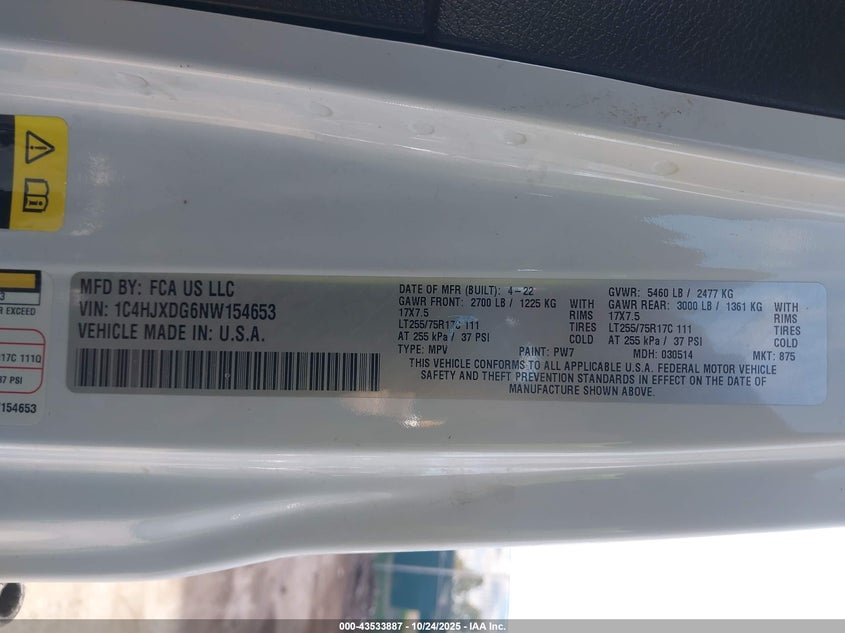 MFD BY: FCA US LLC
VIN: 1C4HJXDG6NW154653
VEHICLE MADE IN: U.S.A.
DATE OF MFR (BUILT): 4-22
GAWR FRONT: 2700 LB / 1225 KG WITH
17X7.5 RIMS
LT255/75R17C 111 TIRES
AT 255 kPa / 37 PSI COLD
TYPE: MPV PAINT: PW7
GVWR: 5460 LB / 2477 KG
GAWR REAR: 3000 LB / 1361 KG WITH
17X7.5 RIMS
LT255/75R17C 111 TIRES
AT 255 kPa / 37 PSI COLD
MDH: 030514 MKT: 875
THIS VEHICLE CONFORMS TO ALL APPLICABLE U.S.A. FEDERAL MOTOR VEHICLE
SAFETY AND THEFT PREVENTION STANDARDS IN EFFECT ON THE DATE OF
MANUFACTURE SHOWN ABOVE.
R EXCEED
R17C 111Q
37 PSI
154653
000-43533887 - 10/24/2025 - IAA Inc.